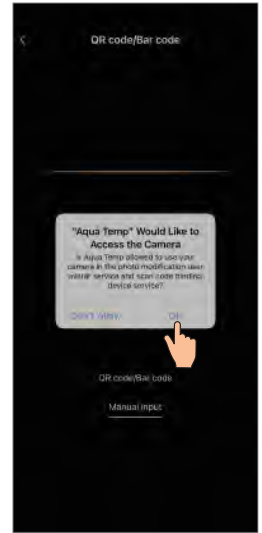 QR code/Bar code
"Aqua Temp" Would Like to
Access the Camera
Is Aqua Temp allowed to use your
camera in the photo modification user
service and scan code binding
device service?
Don't Allow
OK
QR code/Bar code
Manual input